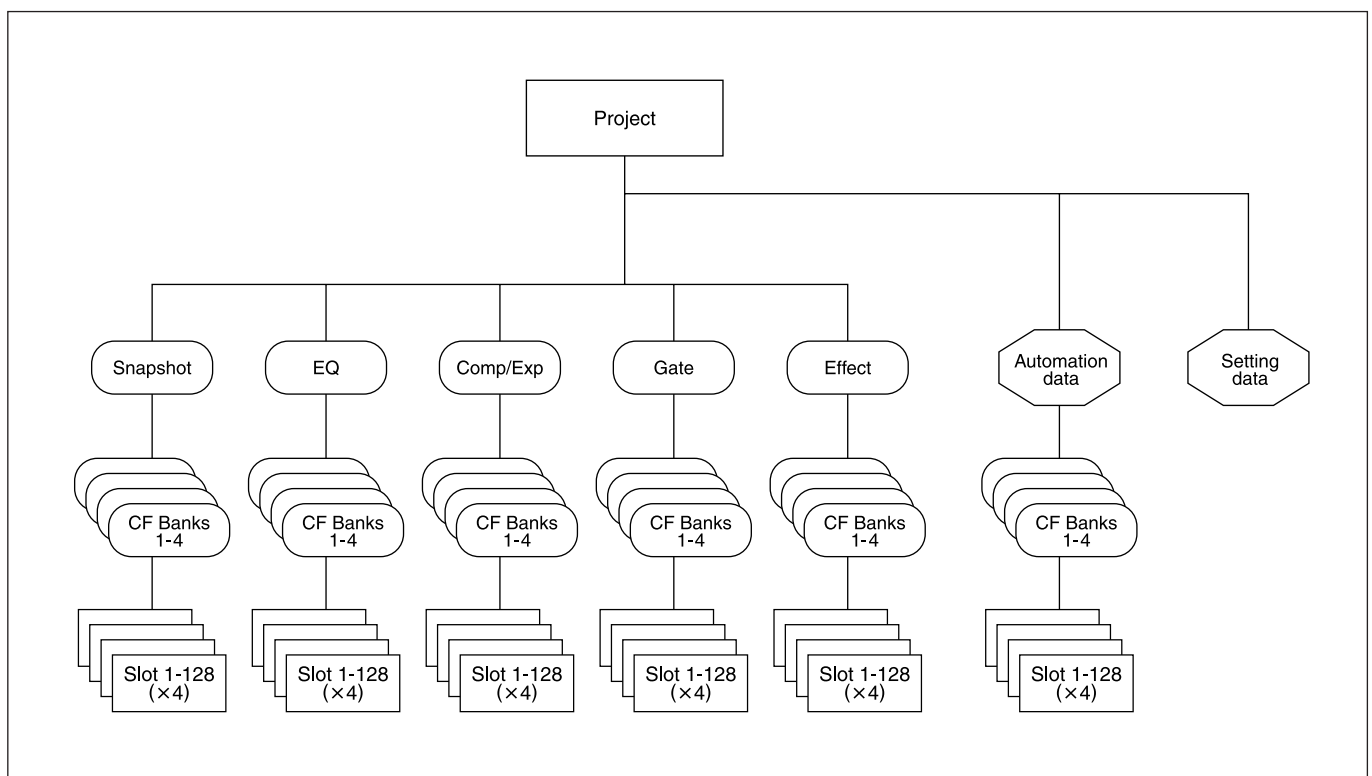 Project
Snapshot
EQ
Comp/Exp
Gate
Effect
Automation
data
Setting
data
CF Banks
1-4
CF Banks
1-4
CF Banks
1-4
CF Banks
1-4
CF Banks
1-4
CF Banks
1-4
Slot 1-128
(×4)
Slot 1-128
(×4)
Slot 1-128
(×4)
Slot 1-128
(×4)
Slot 1-128
(×4)
Slot 1-128
(×4)